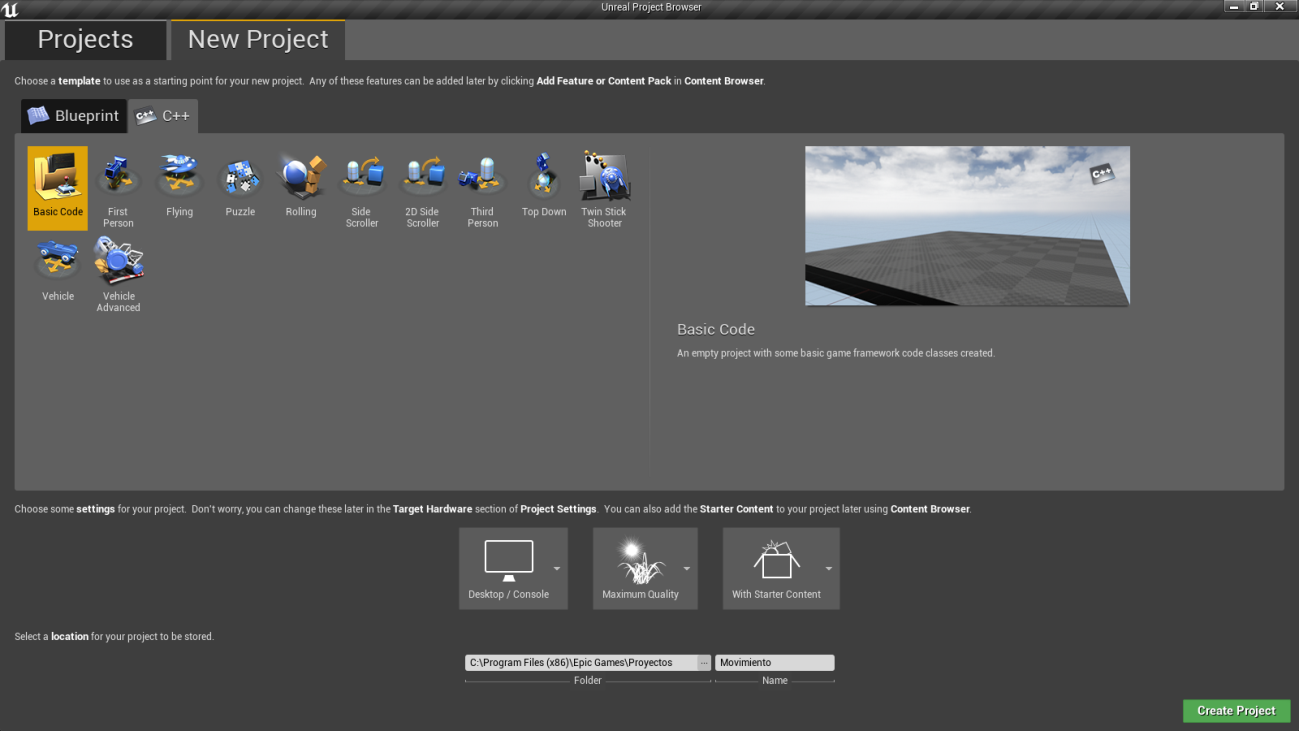 Unreal Project Browser
Projects
New Project
Choose a template to use as a starting point for your new project. Any of these features can be added later by clicking Add Feature or Content Pack in Content Browser.
Blueprint
C++
C++
C++
Basic Code
First
Person
Flying
Puzzle
Rolling
Side
Scroller
2D Side
Scroller
Third
Person
Top Down
Twin Stick
Shooter
Vehicle
Vehicle
Advanced
Basic Code
An empty project with some basic game framework code classes created.
Choose some settings for your project. Don't worry, you can change these later in the Target Hardware section of Project Settings. You can also add the Starter Content to your project later using Content Browser.
Desktop / Console
Maximum Quality
With Starter Content
Select a location for your project to be stored.
C:\Program Files (x86)\Epic Games\Proyectos
...
Movimiento
Folder
Name
Create Project